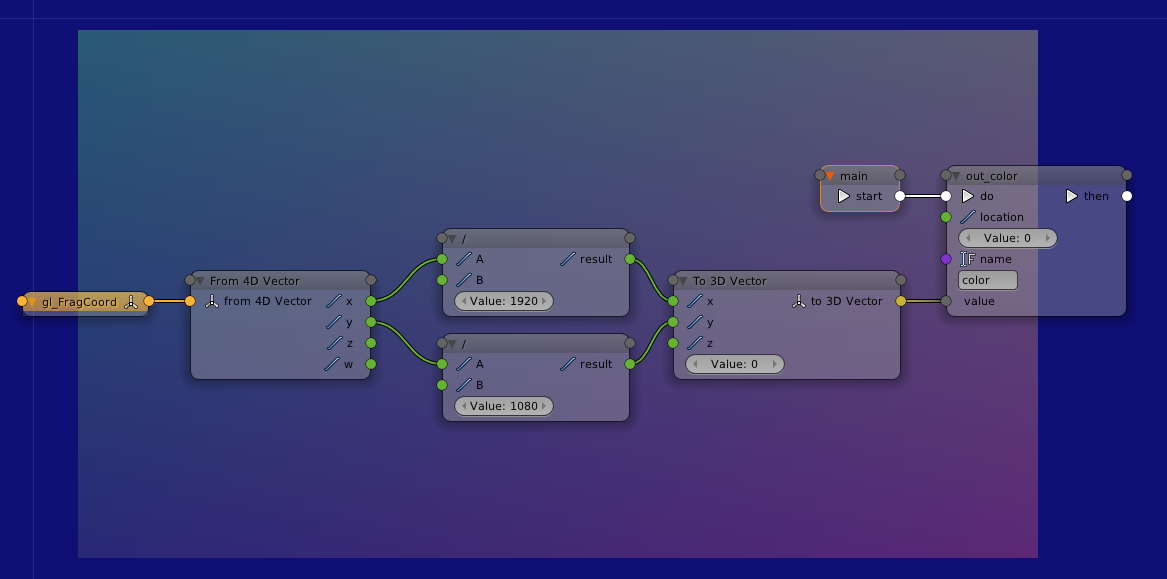 gl_FragCoord
From 4D Vector
from 4D Vector x
y
z
w
/
A result
B
Value: 1920
/
A result
B
Value: 1080
To 3D Vector
x to 3D Vector
y
z
Value: 0
main
start
out_color
do then
location
Value: 0
F name
color
value